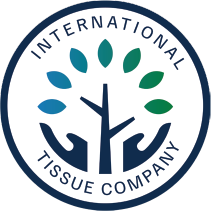 INTERNATIONAL
TISSUE COMPANY